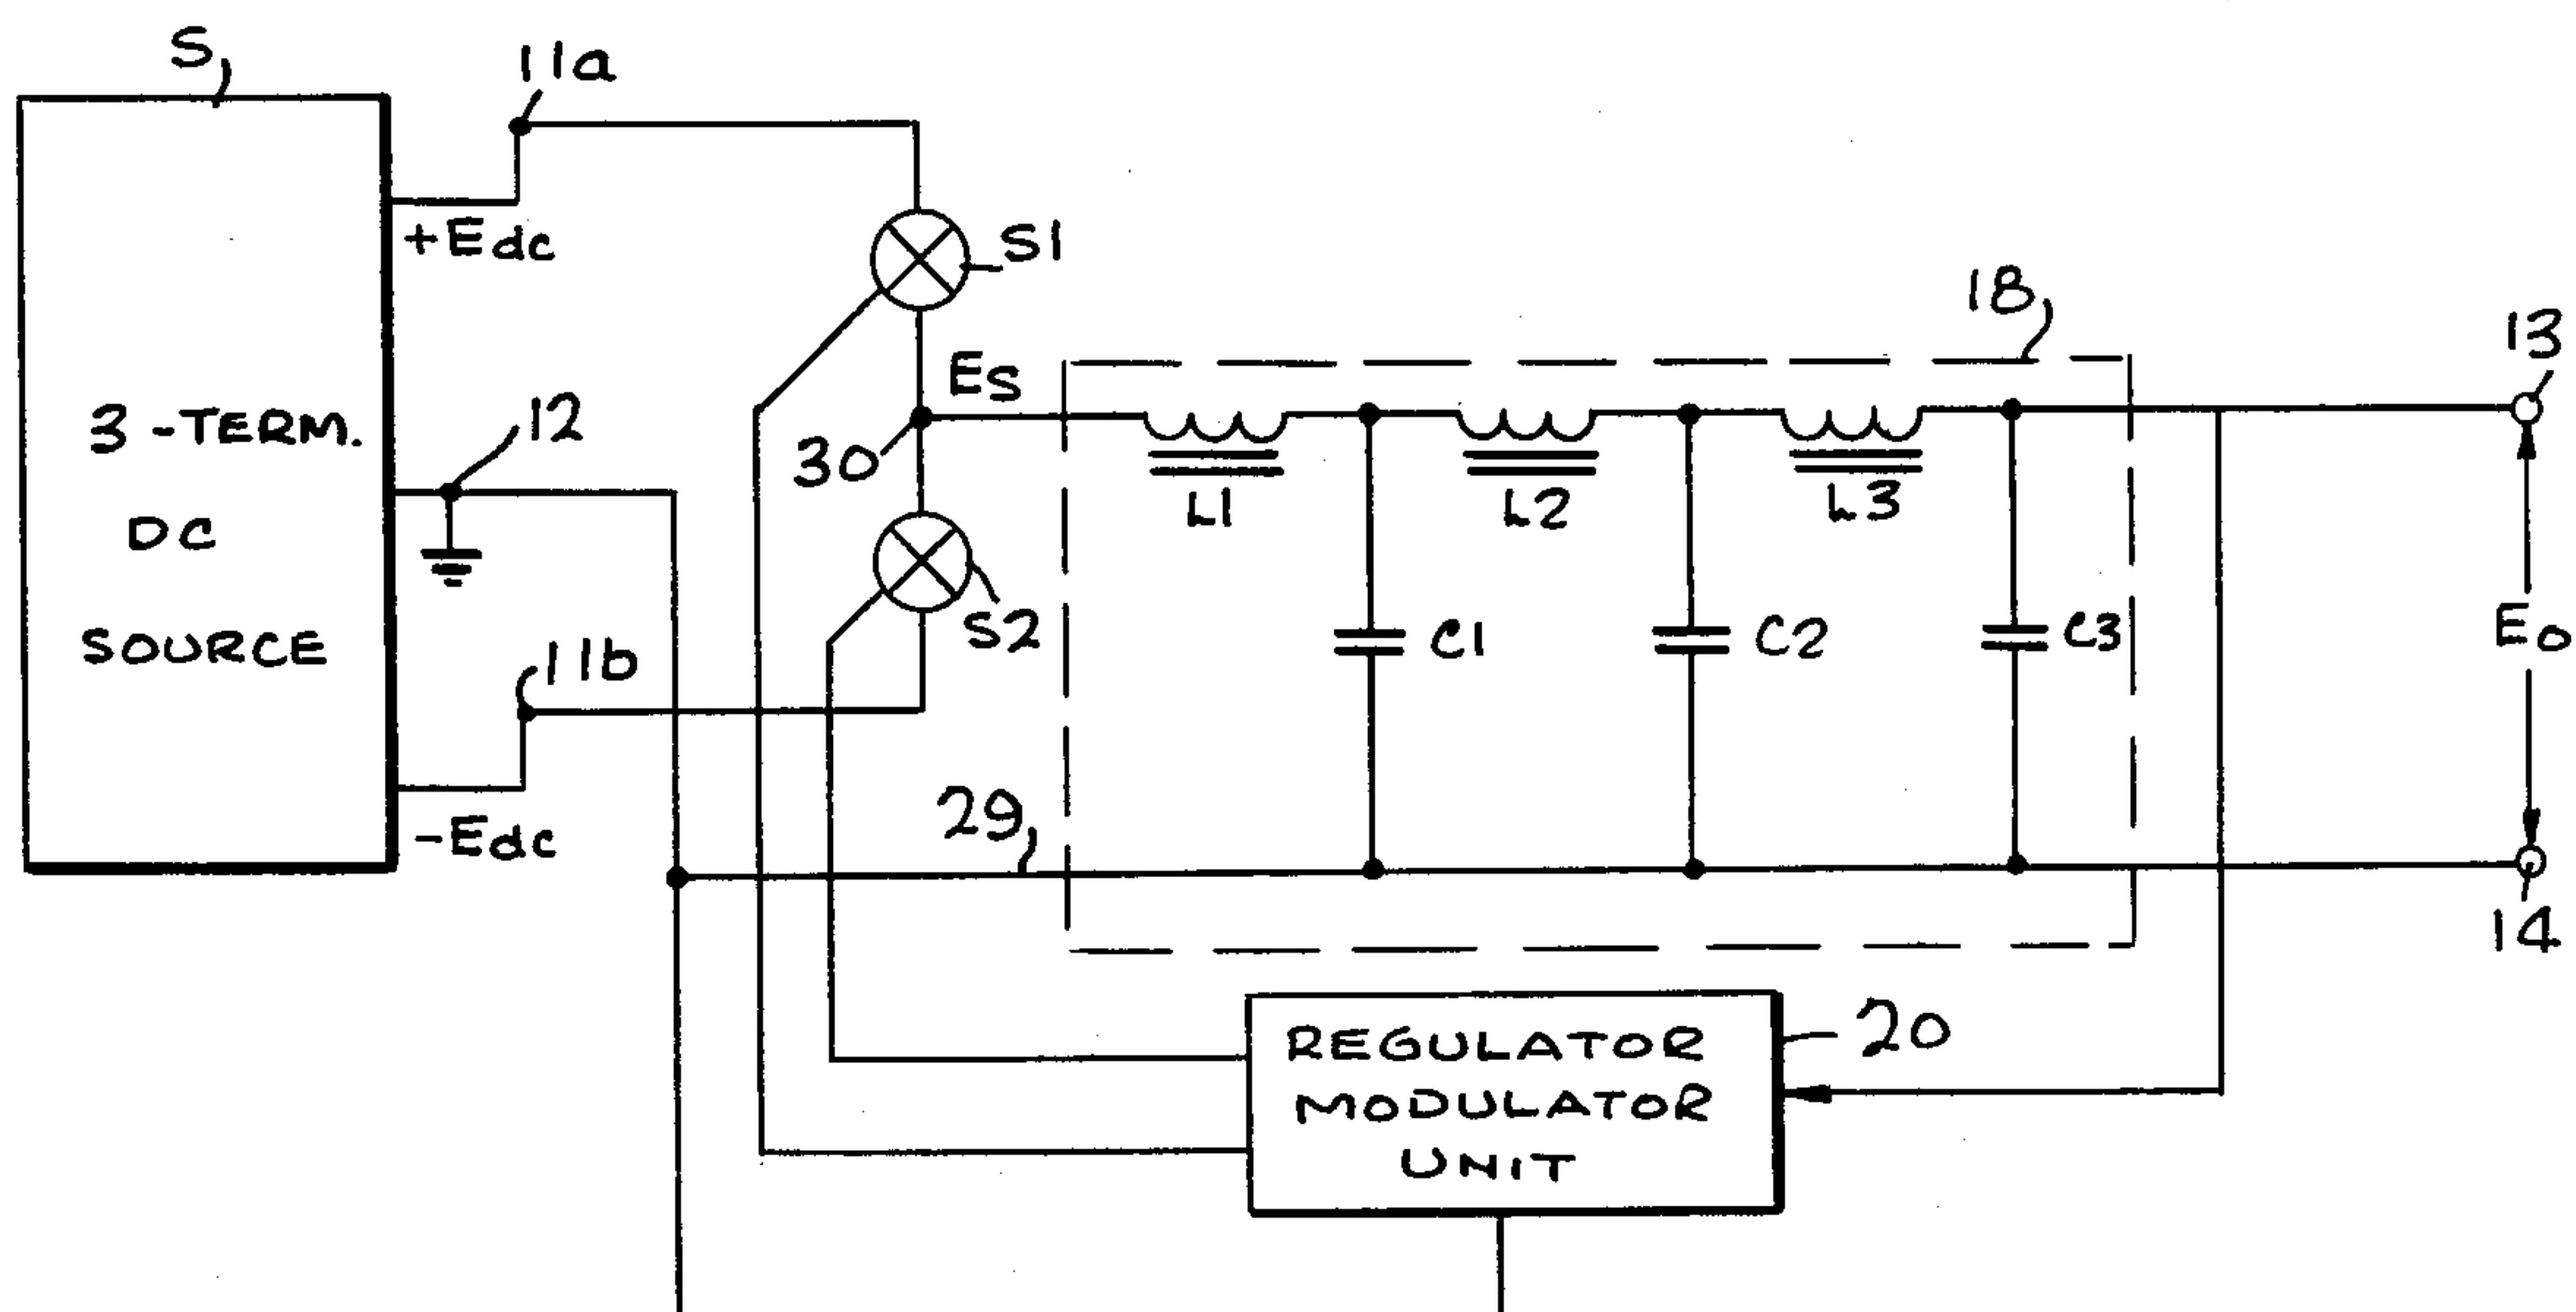 S
11a
+Edc
S1
18
13
ES
12
30
3-TERM.
DC
SOURCE
L1
L2
L3
S2
C1
C2
C3
Eo
11b
-Edc
29
14
REGULATOR
MODULATOR
UNIT
20